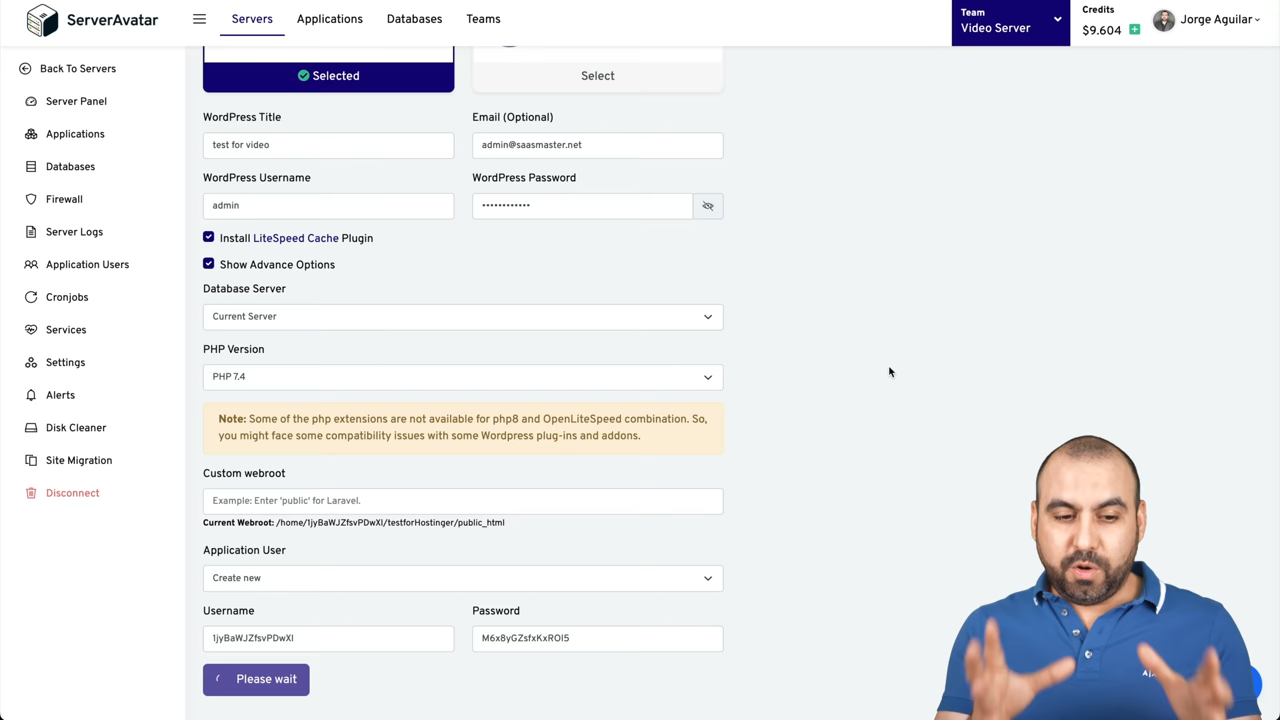 ServerAvatar
Servers
Applications
Databases
Teams
Team
Video Server
Credits
$9.604
Jorge Aguilar
Back To Servers
Server Panel
Applications
Databases
Firewall
Server Logs
Application Users
Cronjobs
Services
Settings
Alerts
Disk Cleaner
Site Migration
Disconnect
Selected
Select
WordPress Title
Email (Optional)
test for video
admin@saasmaster.net
WordPress Username
WordPress Password
admin
••••••••••••
Install LiteSpeed Cache Plugin
Show Advance Options
Database Server
Current Server
PHP Version
PHP 7.4
Note: Some of the php extensions are not available for php8 and OpenLiteSpeed combination. So,
you might face some compatibility issues with some Wordpress plug-ins and addons.
Custom webroot
Example: Enter 'public' for Laravel.
Current Webroot: /home/1jyBaWJZfsvPDwXl/testforHostinger/public_html
Application User
Create new
Username
Password
1jyBaWJZfsvPDwXl
M6x8yGZsfxKxROl5
Please wait